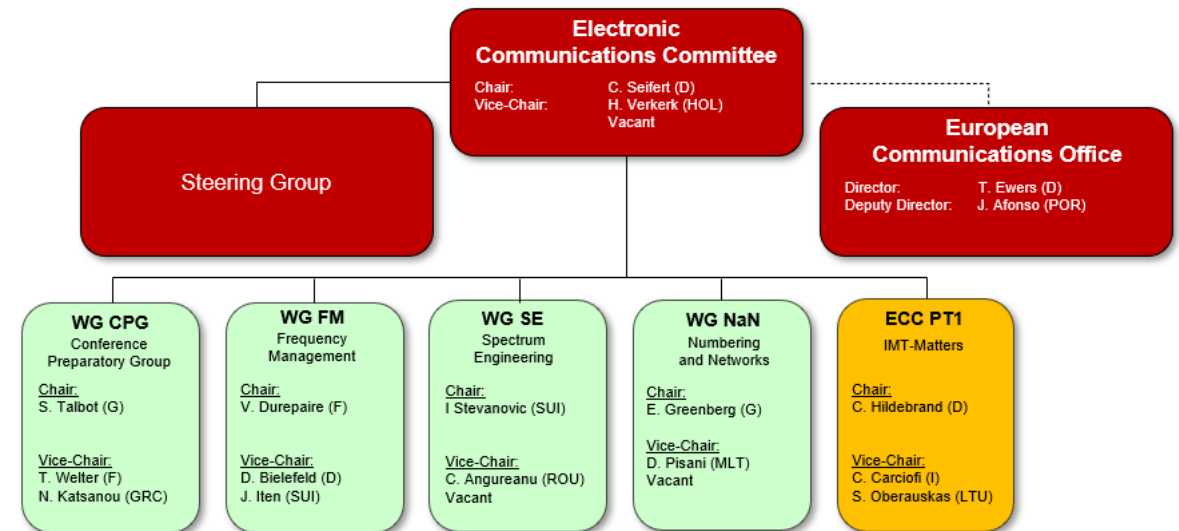 Electronic
Communications Committee
Chair: C. Seifert (D)
Vice-Chair: H. Verkerk (HOL)
Vacant
Steering Group
European
Communications Office
Director: T. Ewers (D)
Deputy Director: J. Afonso (POR)
WG CPG
Conference
Preparatory Group
Chair:
S. Talbot (G)
Vice-Chair:
T. Welter (F)
N. Katsanou (GRC)
WG FM
Frequency
Management
Chair:
V. Durepaire (F)
Vice-Chair:
D. Bielefeld (D)
J. Iten (SUI)
WG SE
Spectrum
Engineering
Chair:
I Stevanovic (SUI)
Vice-Chair:
C. Angureanu (ROU)
Vacant
WG NaN
Numbering
and Networks
Chair:
E. Greenberg (G)
Vice-Chair:
D. Pisani (MLT)
Vacant
ECC PT1
IMT-Matters
Chair:
C. Hildebrand (D)
Vice-Chair:
C. Carciofi (I)
S. Oberauskas (LTU)